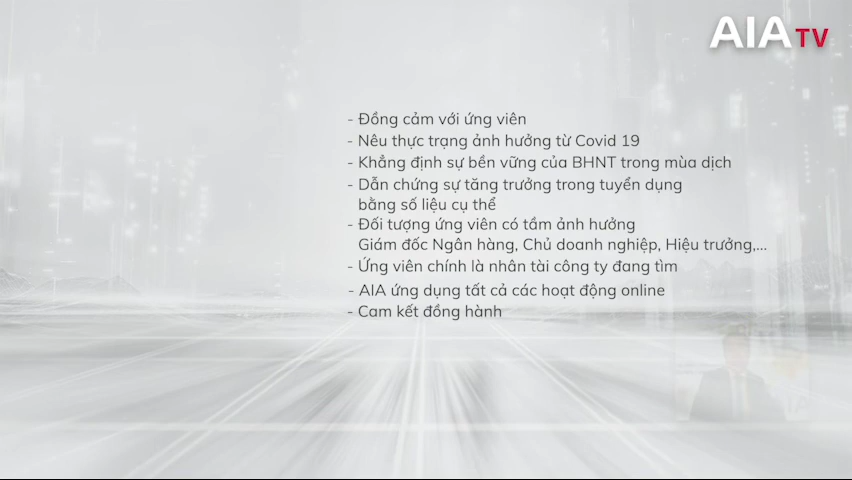 AIA TV
- Đồng cảm với ứng viên
- Nêu thực trạng ảnh hưởng từ Covid 19
- Khẳng định sự bền vững của BHNT trong mùa dịch
- Dẫn chứng sự tăng trưởng trong tuyển dụng
bằng số liệu cụ thể
- Đối tượng ứng viên có tầm ảnh hưởng
Giám đốc Ngân hàng, Chủ doanh nghiệp, Hiệu trưởng,...
- Ứng viên chính là nhân tài công ty đang tìm
- AIA ứng dụng tất cả các hoạt động online
- Cam kết đồng hành